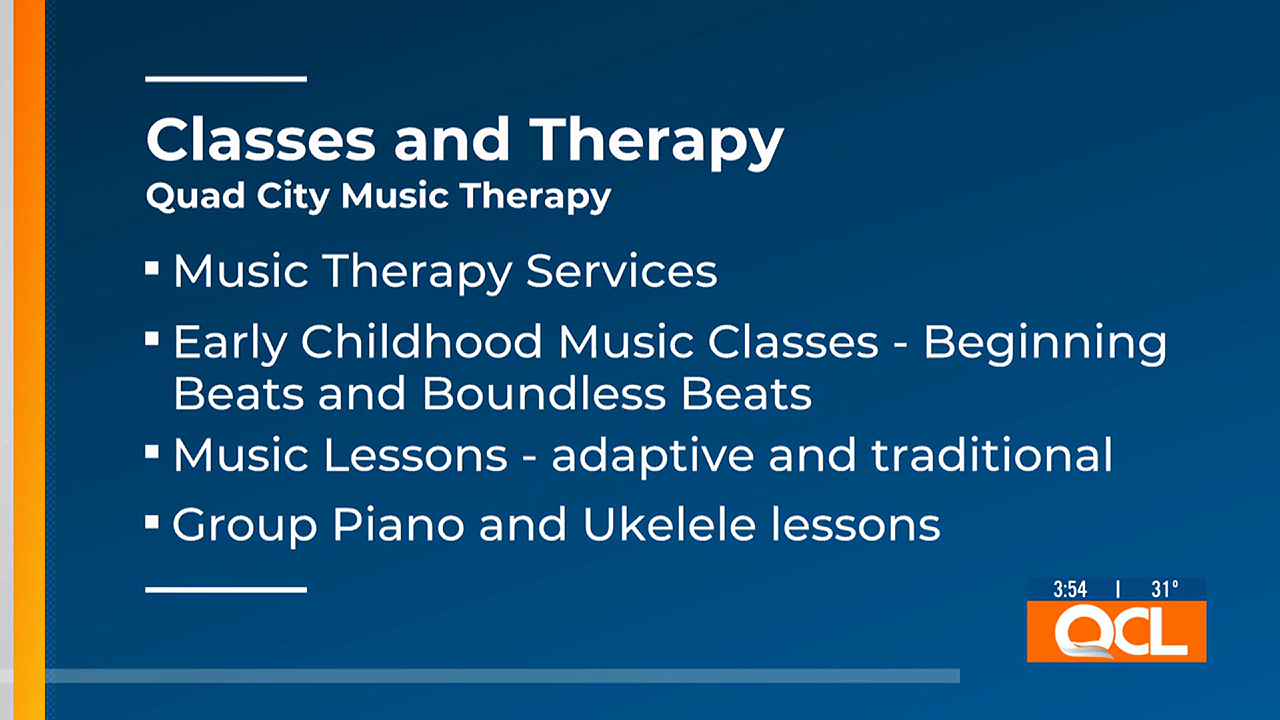 Classes and Therapy
Quad City Music Therapy
▪ Music Therapy Services
▪ Early Childhood Music Classes - Beginning
Beats and Boundless Beats
▪ Music Lessons - adaptive and traditional
▪ Group Piano and Ukelele lessons
3:54 | 31°
QCL